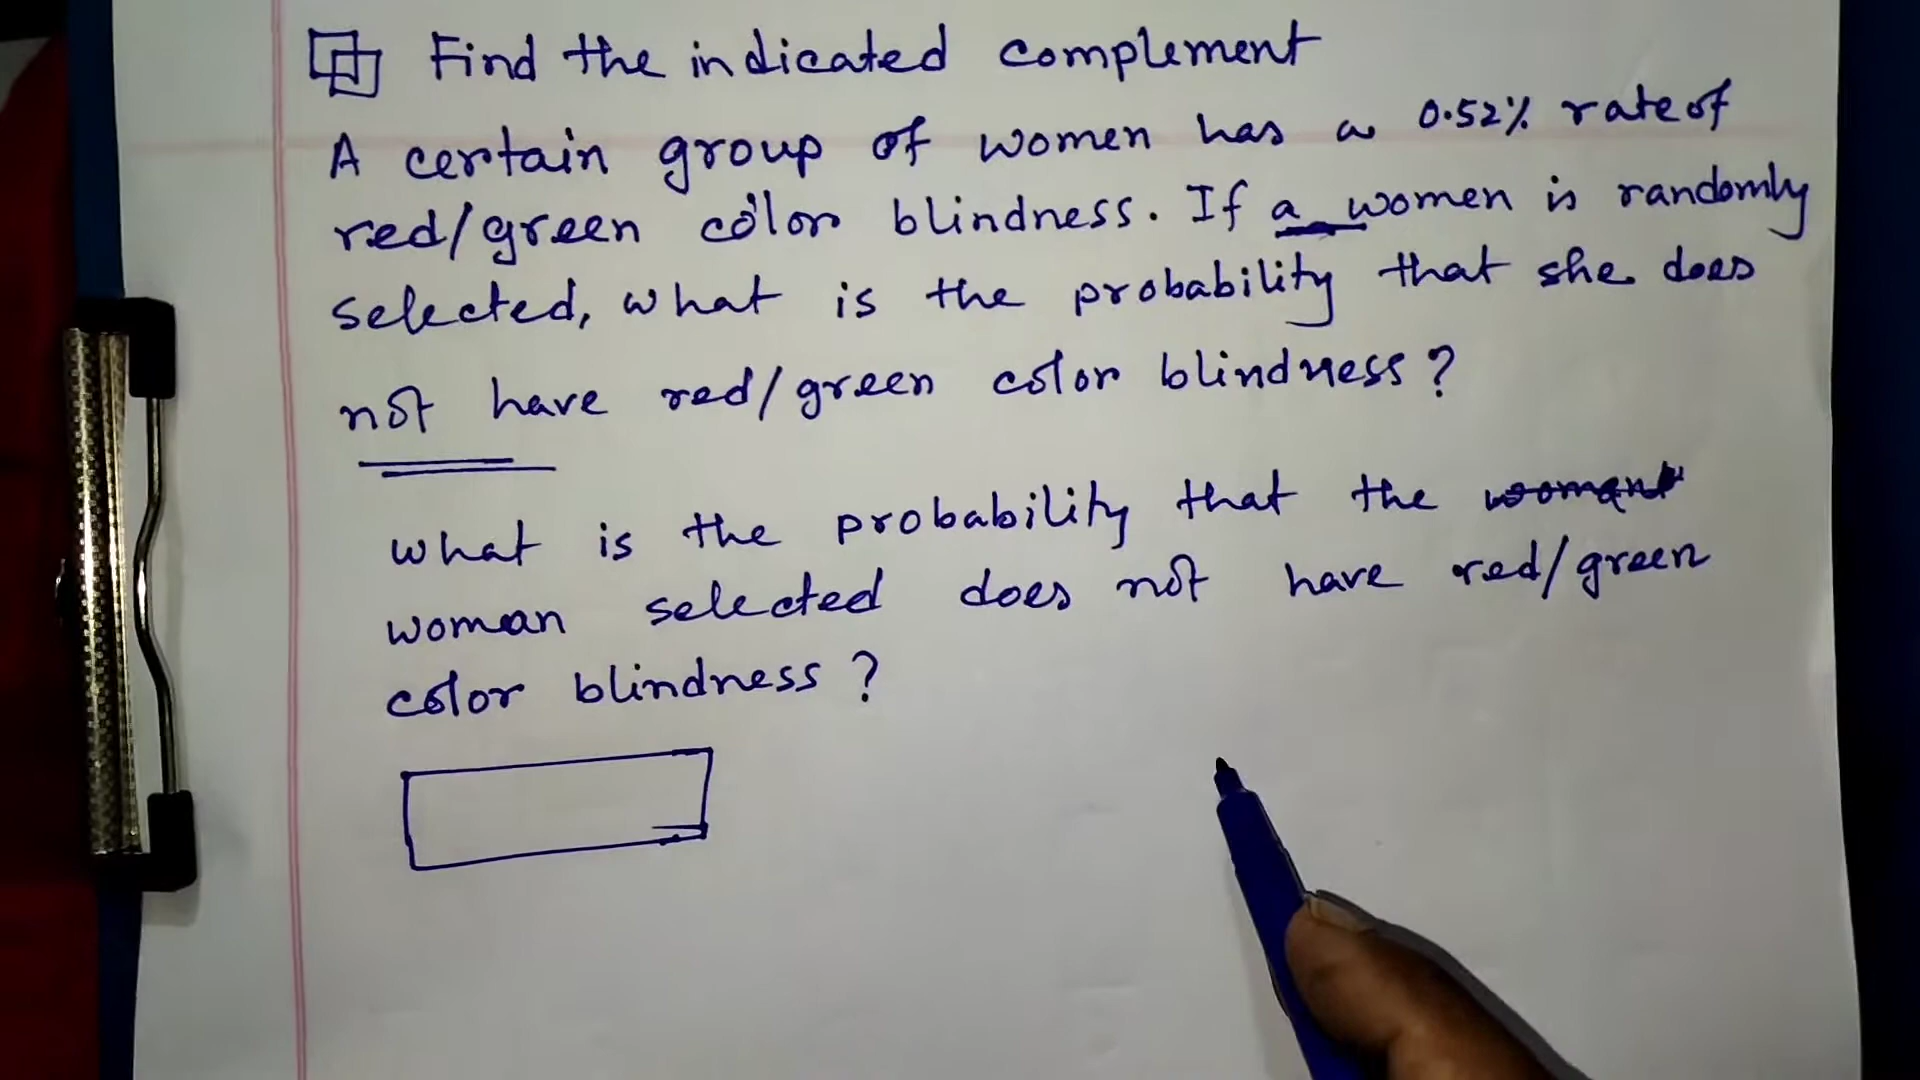 Find the indicated complement
A certain group of women has a 0.52% rate of
red/green color blindness. If a women is randomly
selected, what is the probability that she does
not have red/green color blindness?
what is the probability that the
woman selected does not have red/green
color blindness?